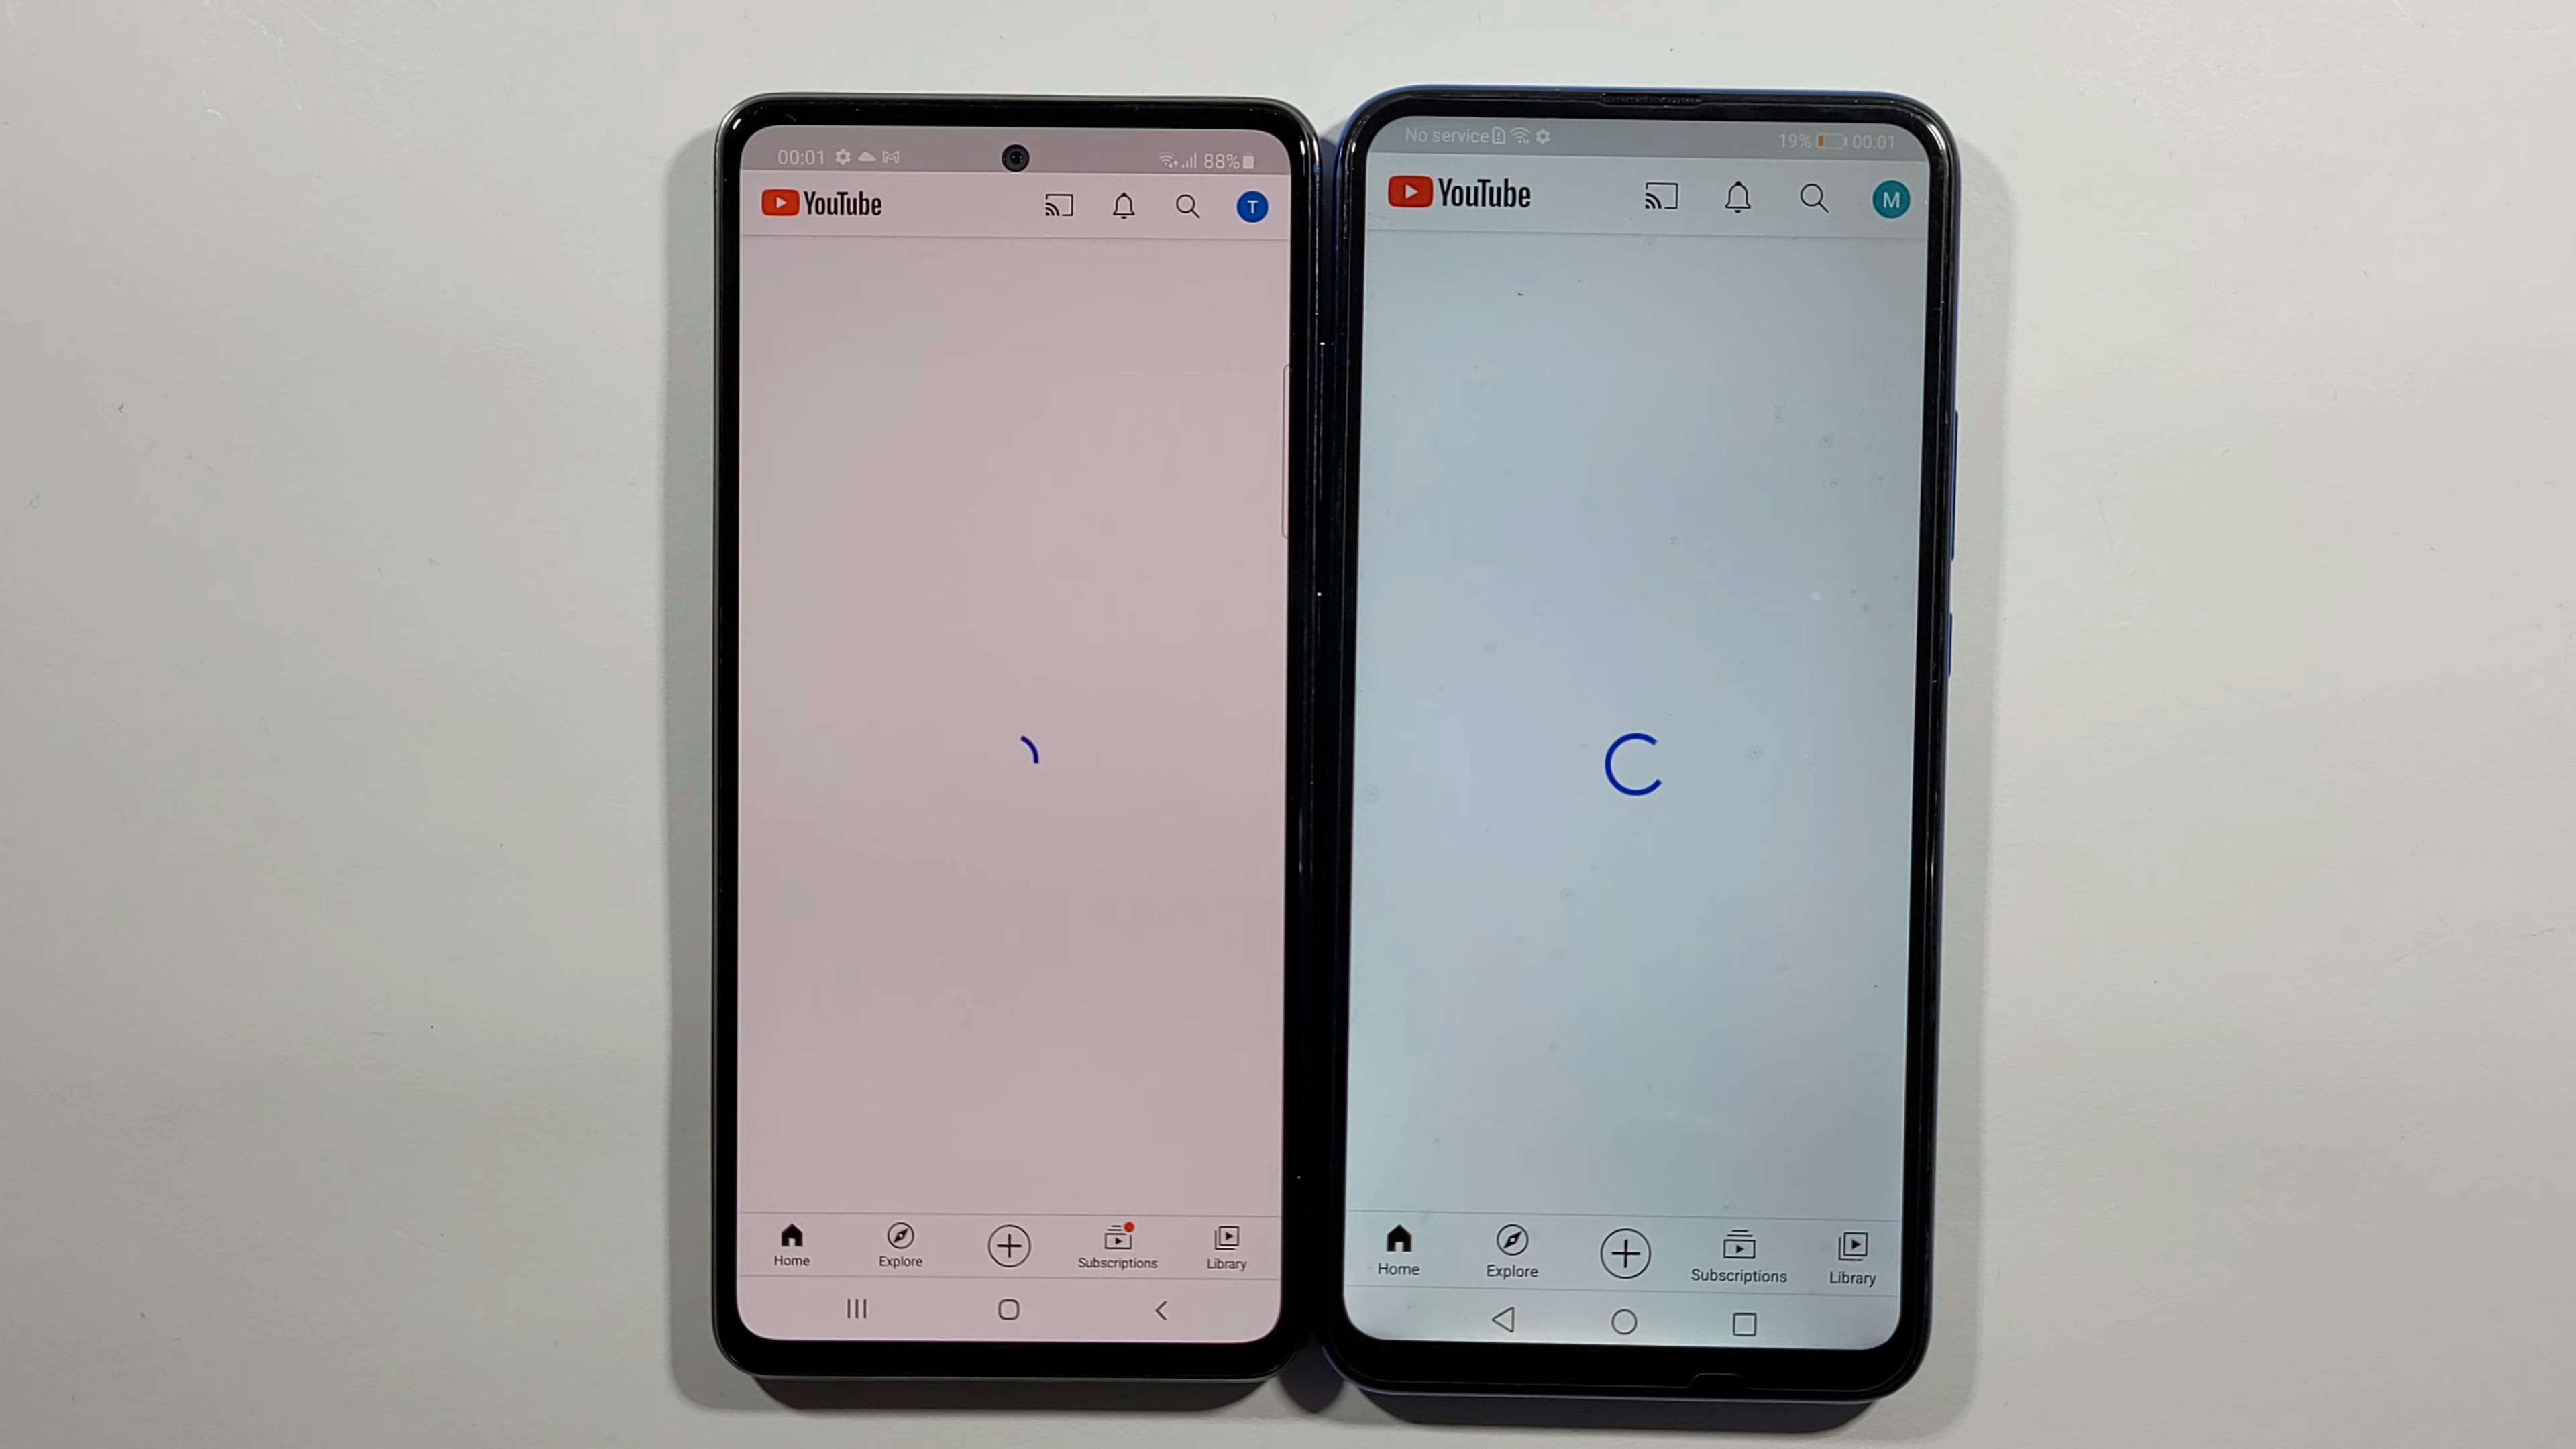 00:01
88%
YouTube
T
Home
Explore
Subscriptions
Library
No service
19%
00:01
YouTube
M
Home
Explore
Subscriptions
Library